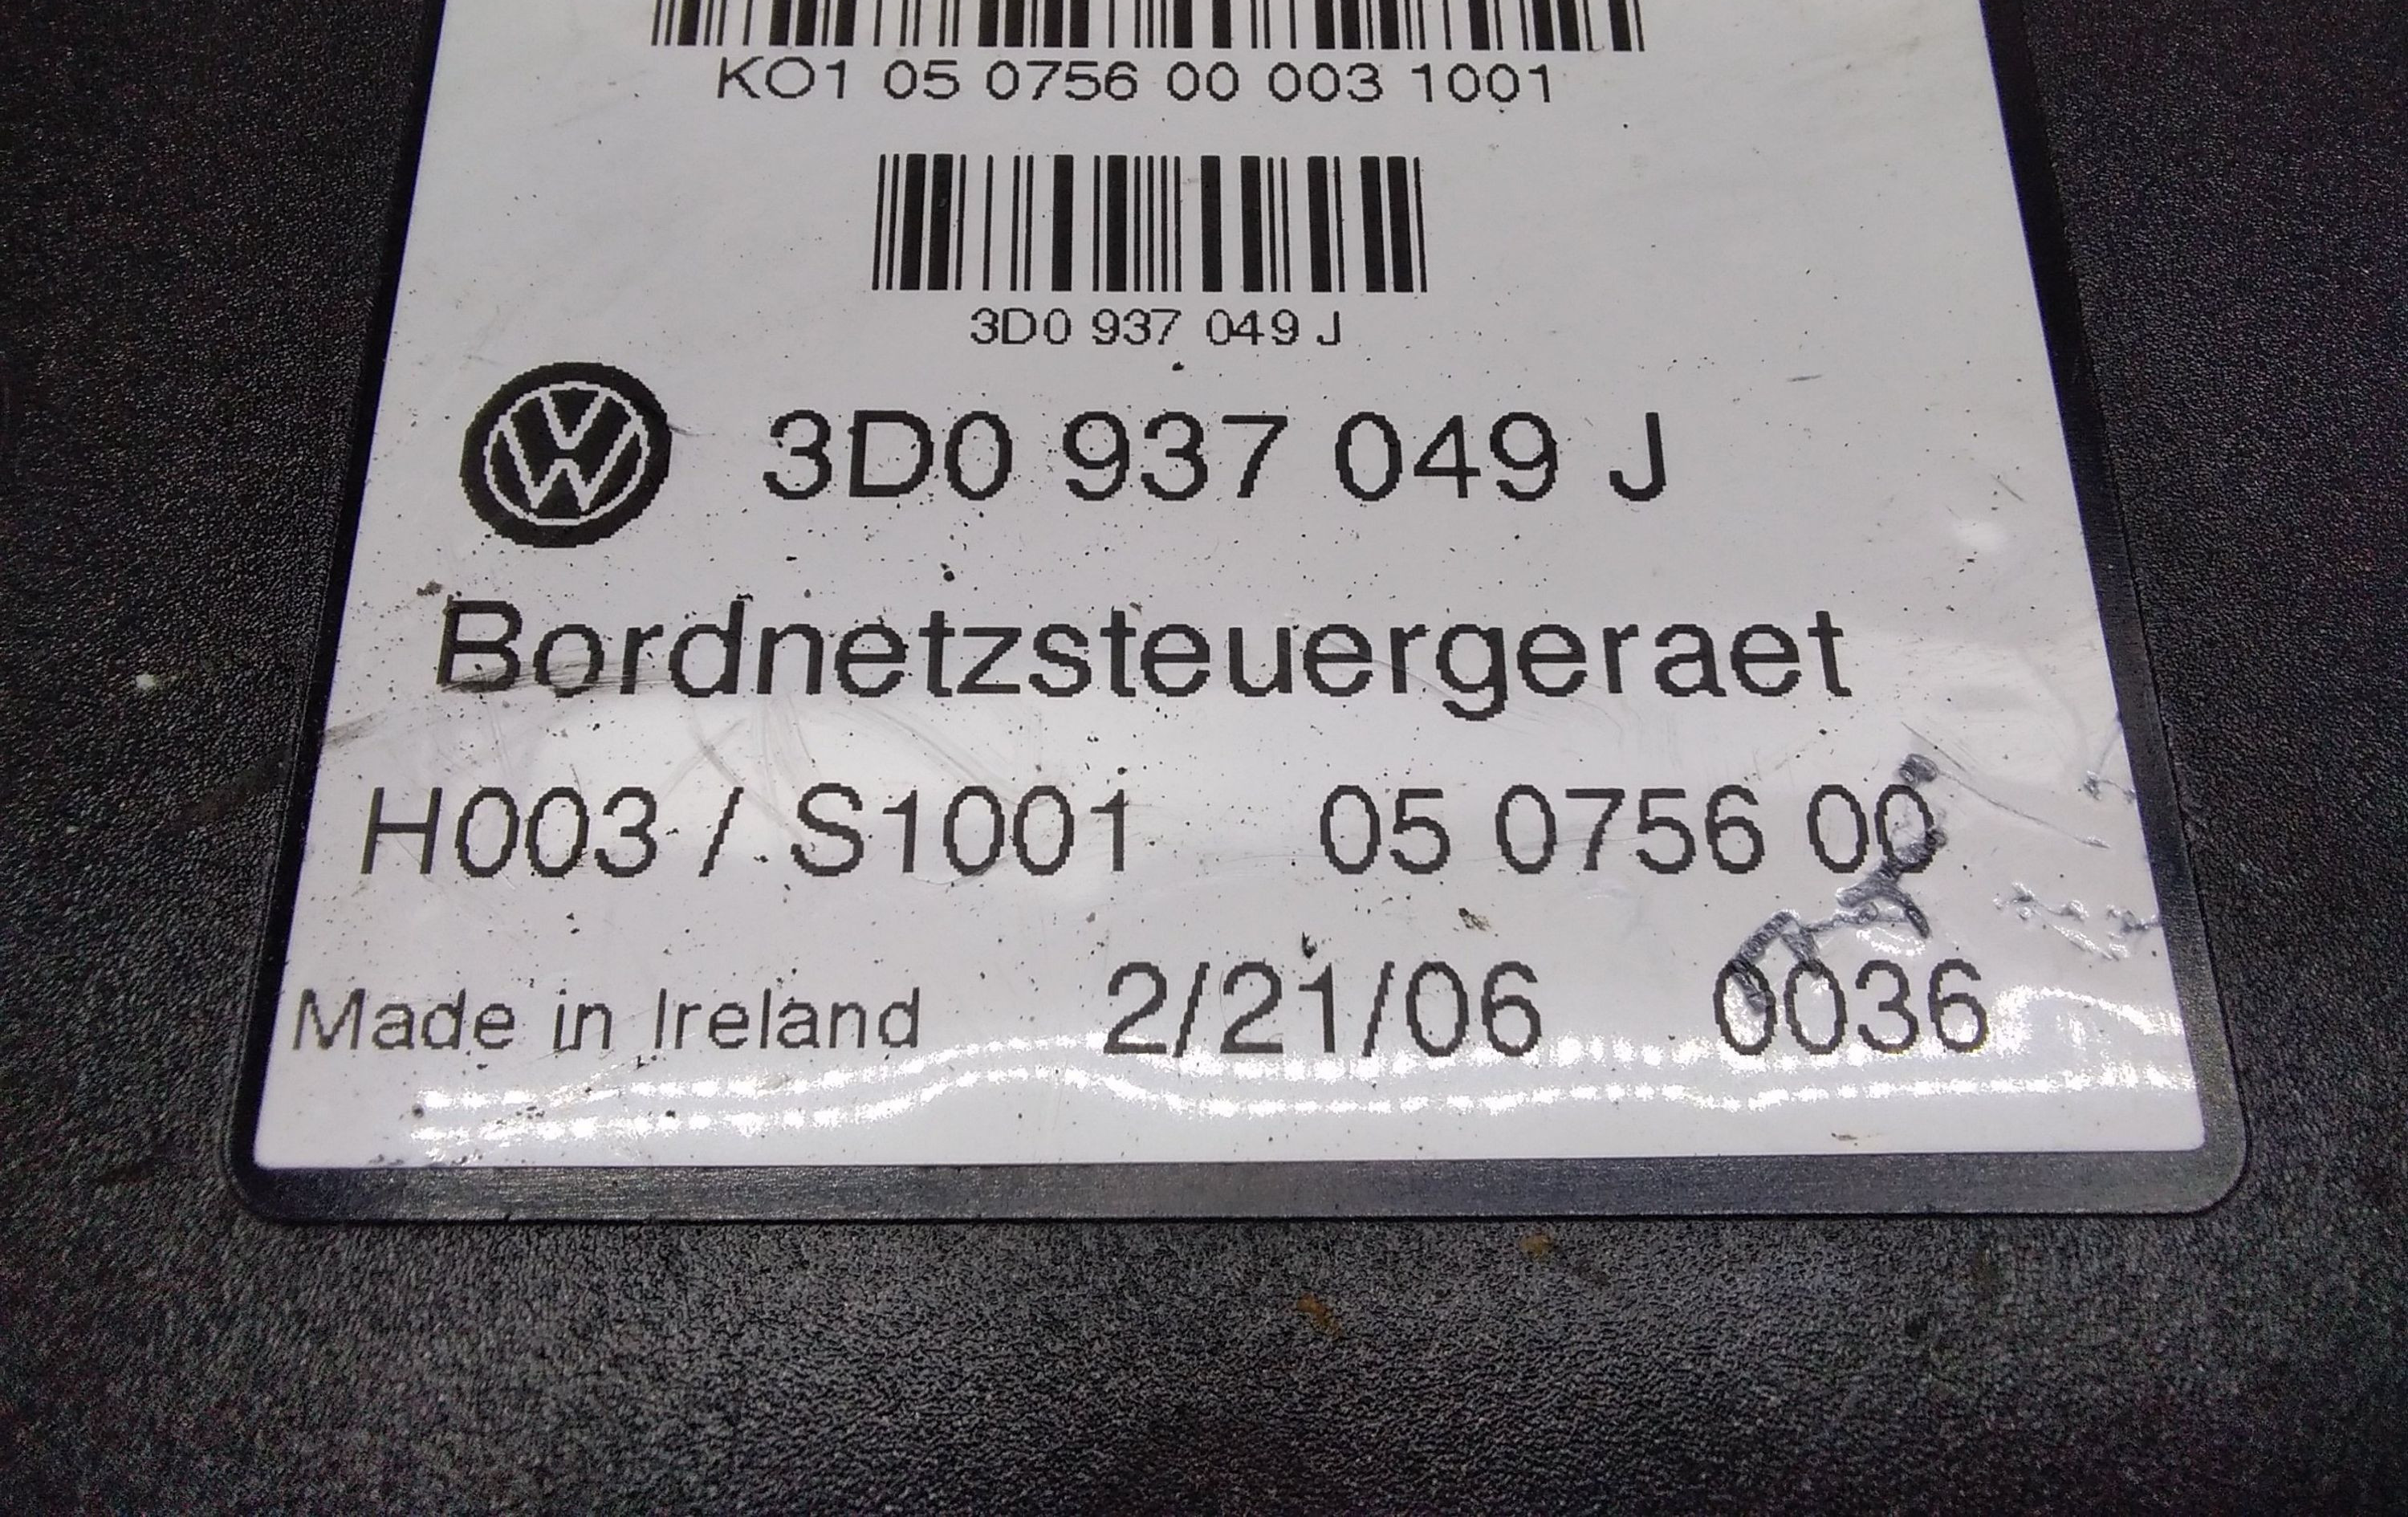 KO1 05 0756 00 003 1001
3D0 937 049 J
3D0 937 049 J
Bordnetzsteuergeraet
H003 / S1001 05 0756 00
Made in Ireland 2/21/06 0036